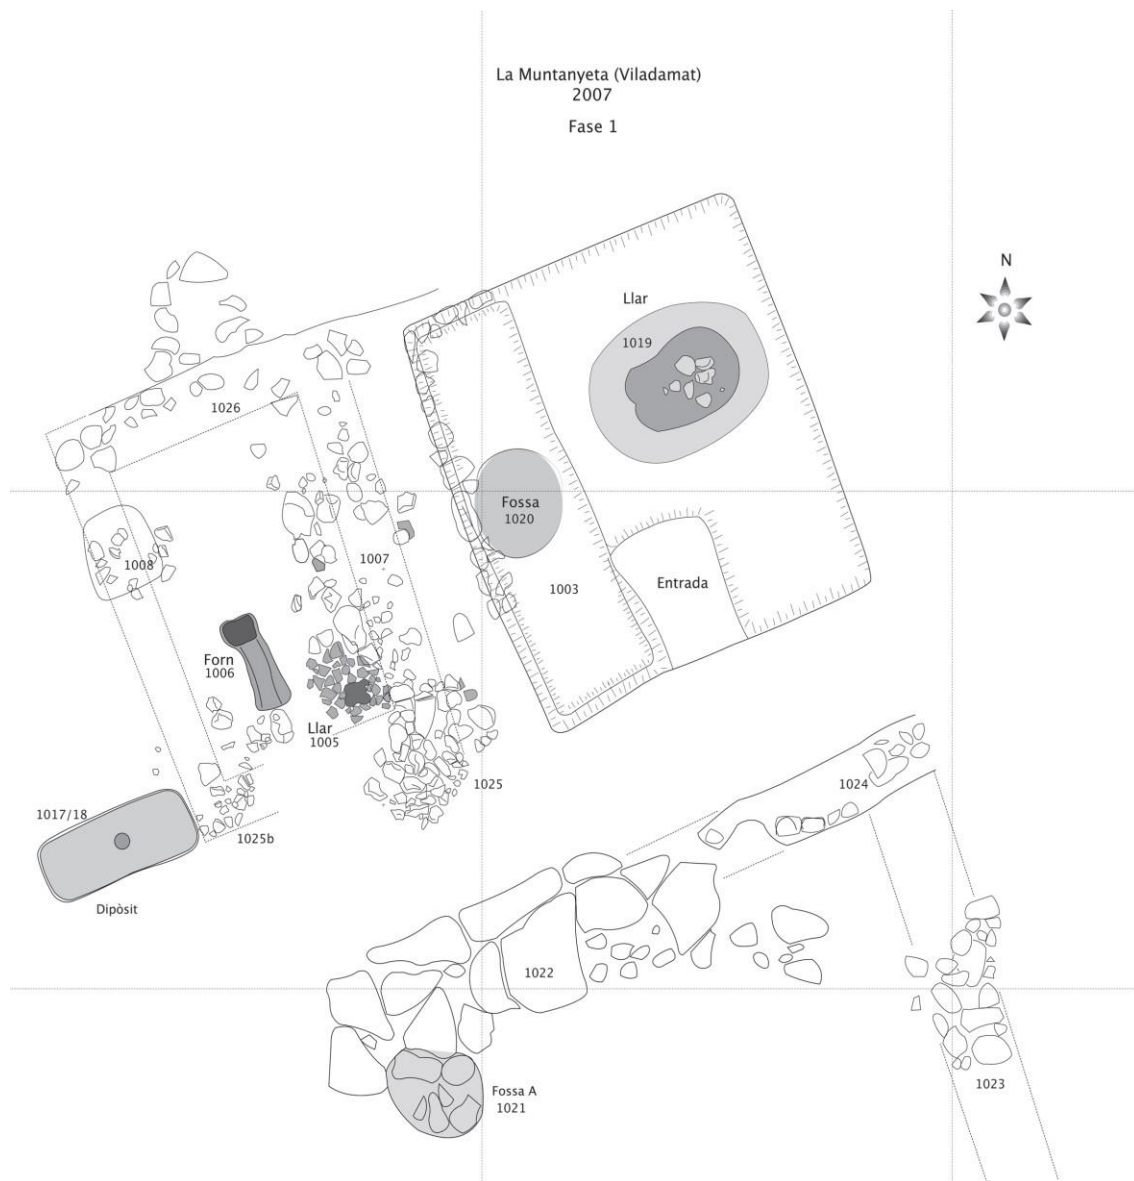 La Muntanyeta (Viladamat)
2007
Fase 1
N
Llar
1019
1026
Fossa
1020
1007
1008
1003
Entrada
Forn
1006
Llar
1005
1025
1024
1017/18
1025b
Dipòsit
1022
1023
Fossa A
1021